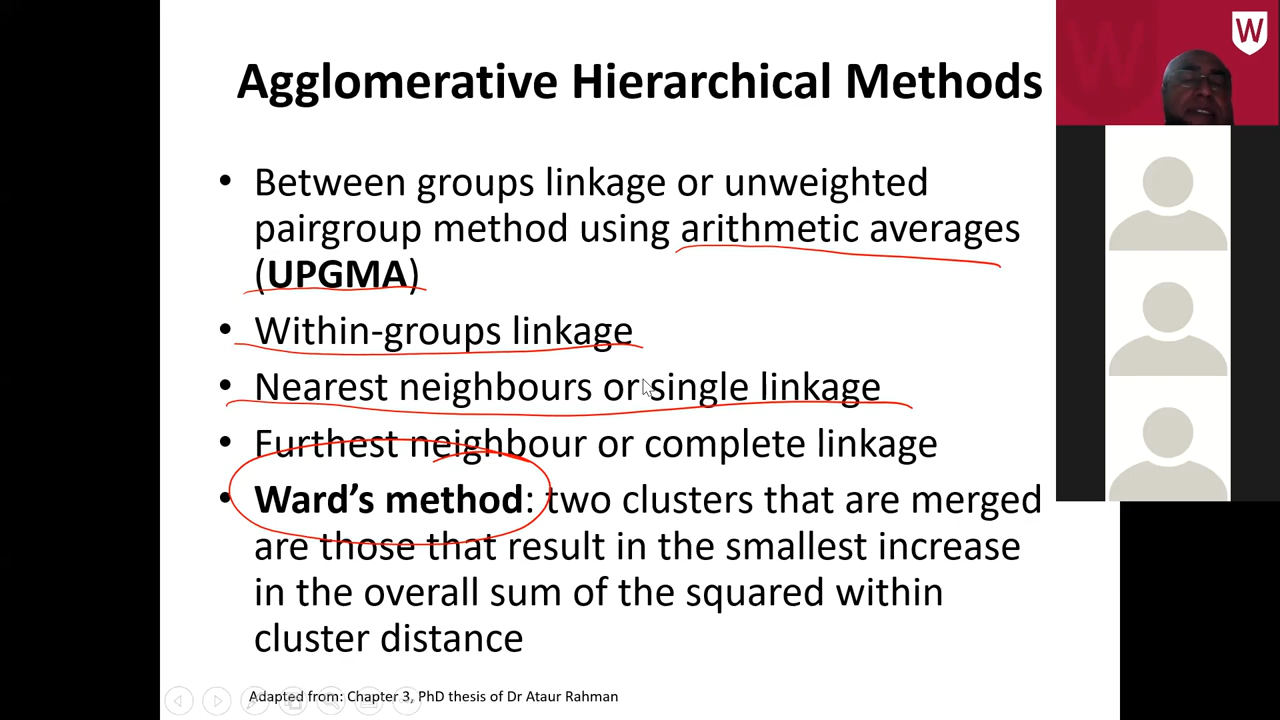 Agglomerative Hierarchical Methods
• Between groups linkage or unweighted
pairgroup method using arithmetic averages
(UPGMA)
• Within-groups linkage
• Nearest neighbours or single linkage
• Furthest neighbour or complete linkage
• Ward’s method: two clusters that are merged
are those that result in the smallest increase
in the overall sum of the squared within
cluster distance
Adapted from: Chapter 3, PhD thesis of Dr Ataur Rahman
W
W